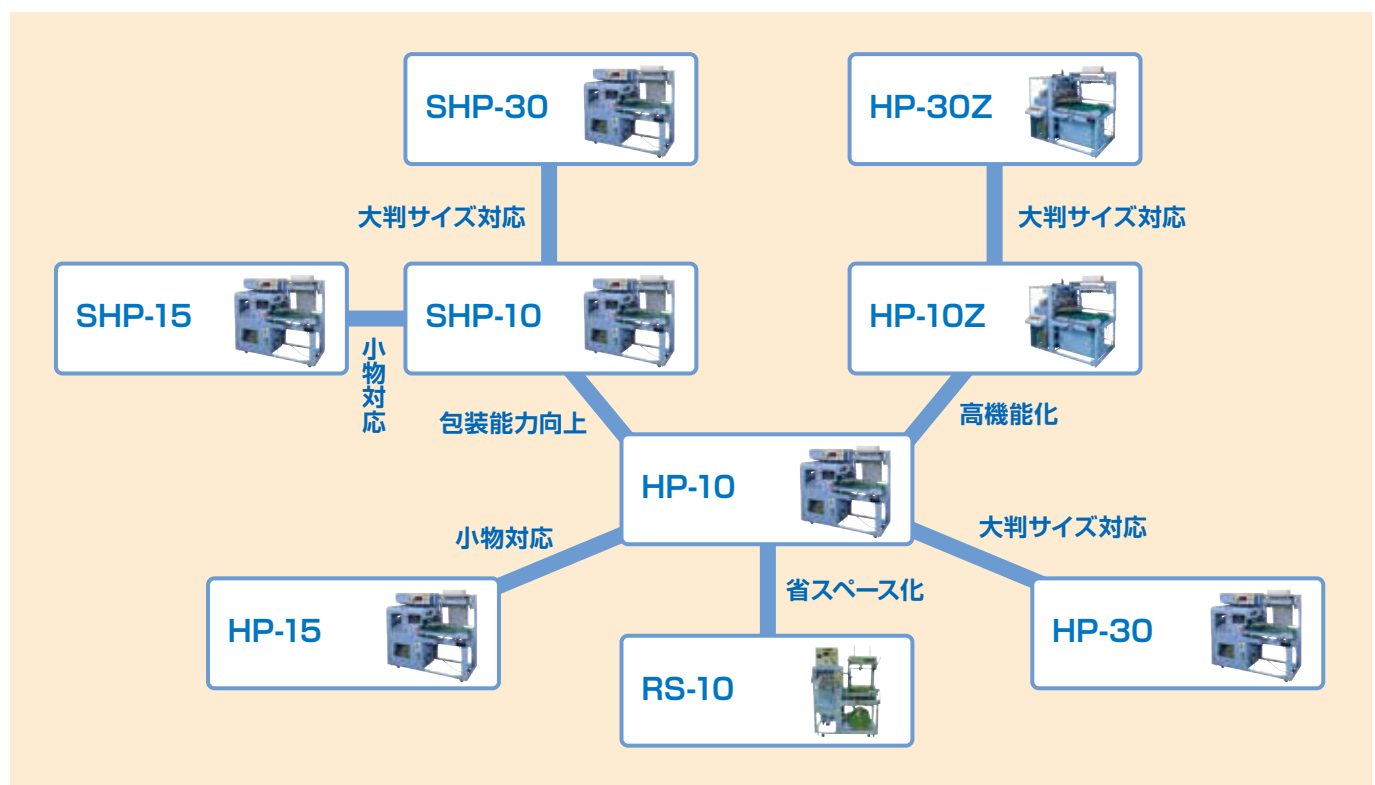 SHP-30
HP-30Z
大判サイズ対応
大判サイズ対応
SHP-15
SHP-10
HP-10Z
小物対応
包装能力向上
高機能化
HP-10
小物対応
大判サイズ対応
省スペース化
HP-15
RS-10
HP-30